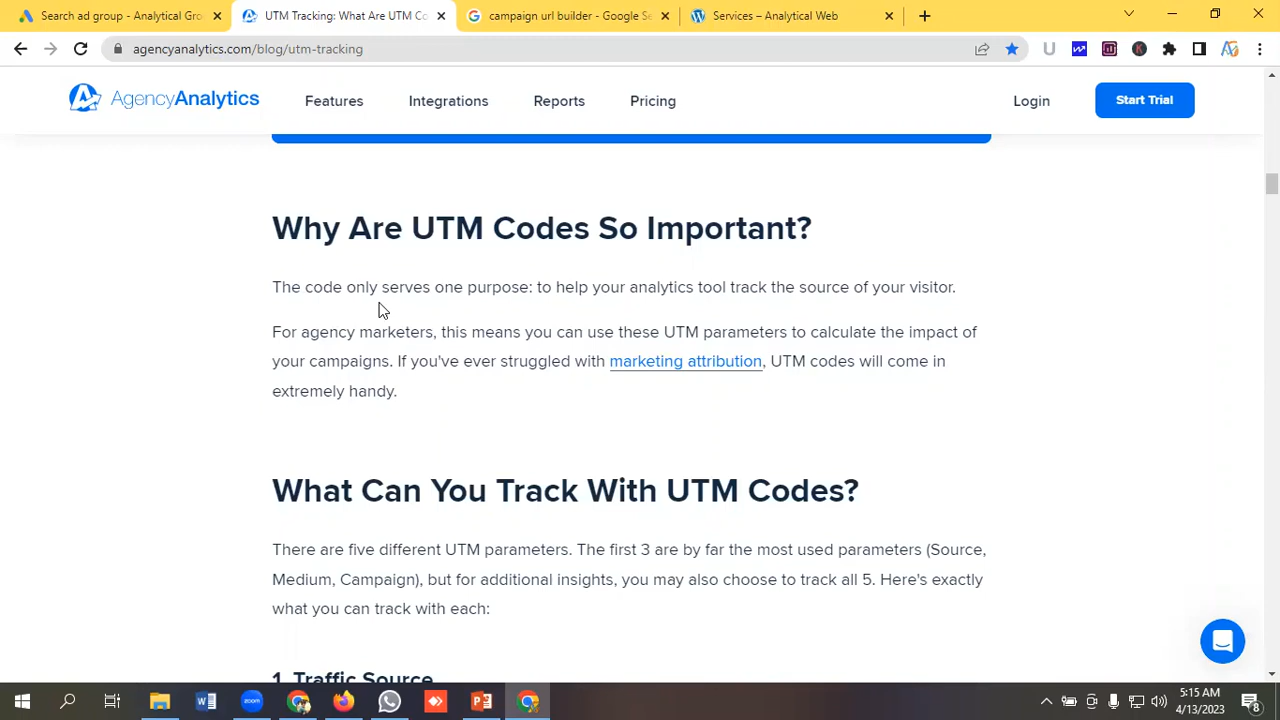 Search ad group - Analytical Gro
UTM Tracking: What Are UTM Co
campaign url builder - Google Se
Services – Analytical Web
agencyanalytics.com/blog/utm-tracking
AgencyAnalytics
Features
Integrations
Reports
Pricing
Login
Start Trial
Why Are UTM Codes So Important?
The code only serves one purpose: to help your analytics tool track the source of your visitor.
For agency marketers, this means you can use these UTM parameters to calculate the impact of
your campaigns. If you've ever struggled with marketing attribution, UTM codes will come in
extremely handy.
What Can You Track With UTM Codes?
There are five different UTM parameters. The first 3 are by far the most used parameters (Source,
Medium, Campaign), but for additional insights, you may also choose to track all 5. Here's exactly
what you can track with each:
1. Traffic Source
zoom
5:15 AM
4/13/2023
8